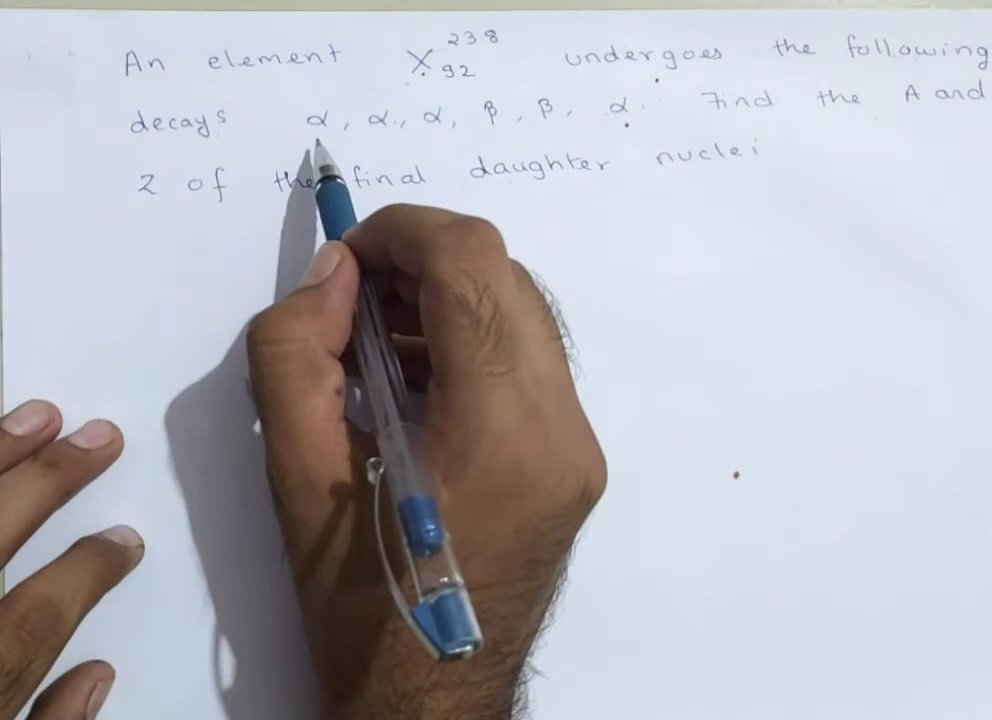 An element X 238 92 undergoes the following
decays α, α, α, β, β, α. Find the A and
Z of the final daughter nuclei